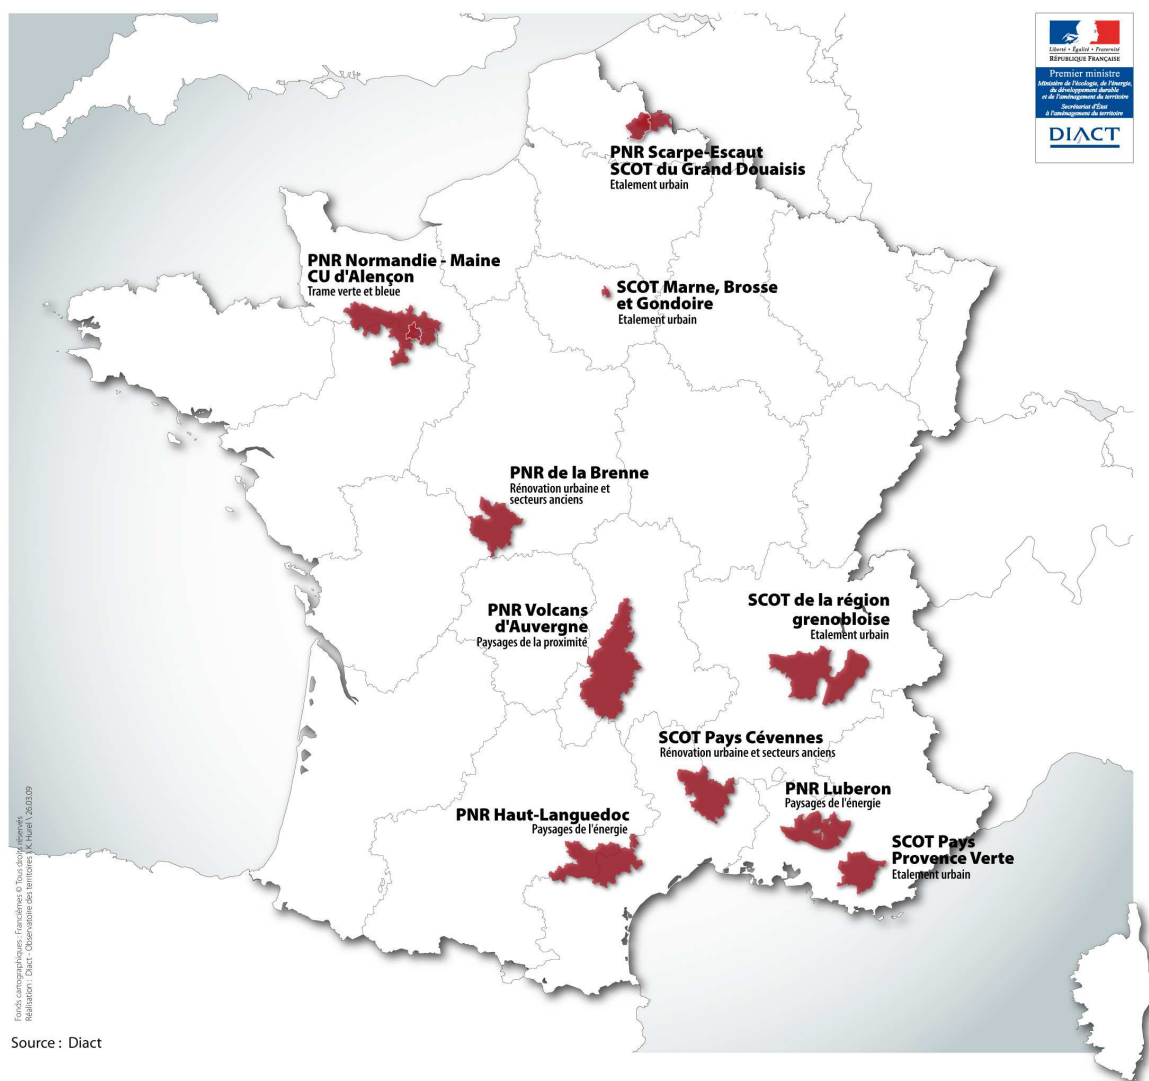 Liberté • Égalité • Fraternité
RÉPUBLIQUE FRANÇAISE
Premier ministre
Ministère de l'écologie, de l'énergie,
du développement durable
et de l'aménagement du territoire
Secrétariat d'État
à l'aménagement du territoire
DIACT
PNR Scarpe-Escaut
SCOT du Grand Douaisis
Etalement urbain
PNR Normandie - Maine
CU d'Alençon
Trame verte et bleue
SCOT Marne, Brosse
et Gondoire
Etalement urbain
PNR de la Brenne
Rénovation urbaine et
secteurs anciens
PNR Volcans
d'Auvergne
Paysages de la proximité
SCOT de la région
grenobloise
Etalement urbain
SCOT Pays Cévennes
Rénovation urbaine et secteurs anciens
PNR Luberon
Paysages de l'énergie
PNR Haut-Languedoc
Paysages de l'énergie
SCOT Pays
Provence Verte
Etalement urbain
Fonds cartographiques : Francièmes © Tous droits réservés
Réalisation : Diact - Observatoire des territoires \ K. Hurel \ 26.03.09
Source : Diact